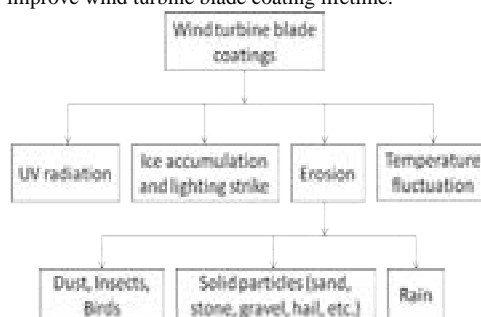 improve wind turbine blade coating lifetime.
Wind turbine blade
coatings
UV radiation
Ice accumulation
and lighting strike
Erosion
Temperature
fluctuation
Dust, Insects,
Birds
Solid particles (sand,
stone, gravel, hail, etc.)
Rain